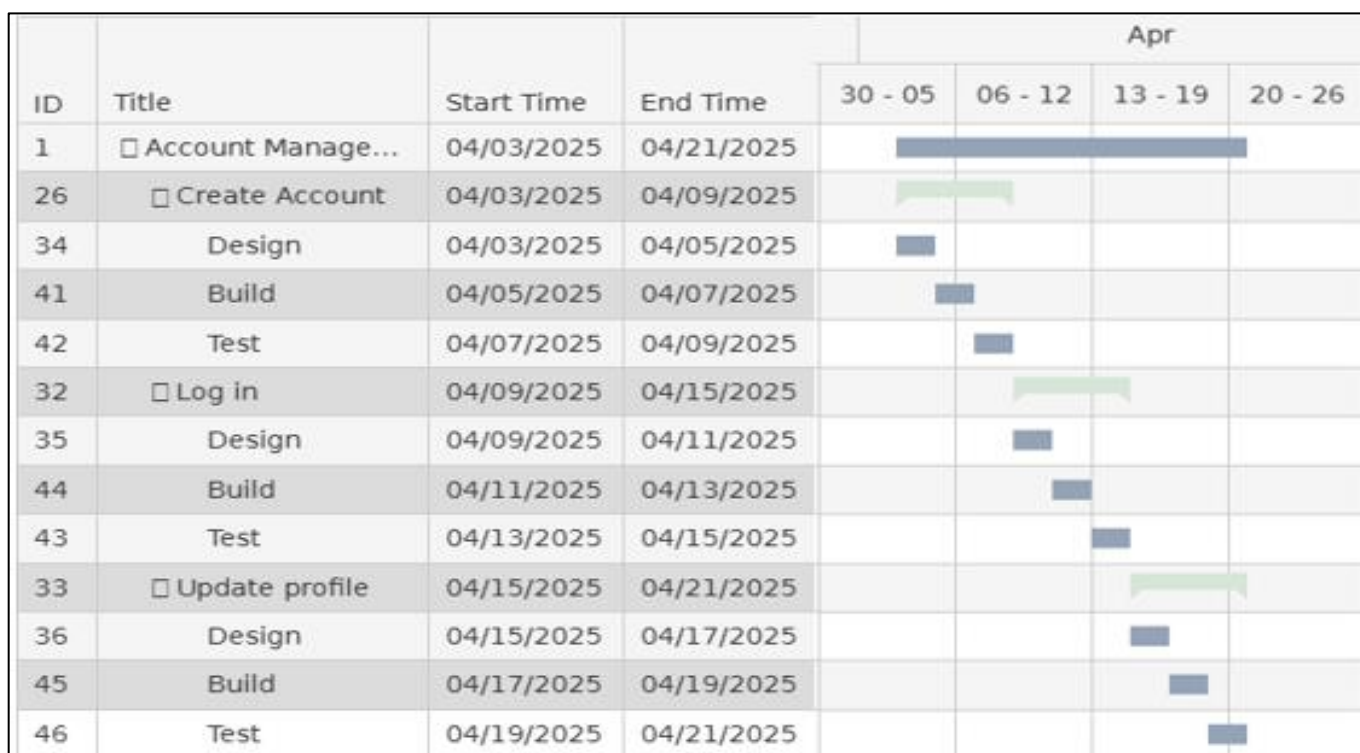 Apr
ID Title Start Time End Time 30 - 05 06 - 12 13 - 19 20 - 26
1 Account Manage... 04/03/2025 04/21/2025
26 Create Account 04/03/2025 04/09/2025
34 Design 04/03/2025 04/05/2025
41 Build 04/05/2025 04/07/2025
42 Test 04/07/2025 04/09/2025
32 Log in 04/09/2025 04/15/2025
35 Design 04/09/2025 04/11/2025
44 Build 04/11/2025 04/13/2025
43 Test 04/13/2025 04/15/2025
33 Update profile 04/15/2025 04/21/2025
36 Design 04/15/2025 04/17/2025
45 Build 04/17/2025 04/19/2025
46 Test 04/19/2025 04/21/2025